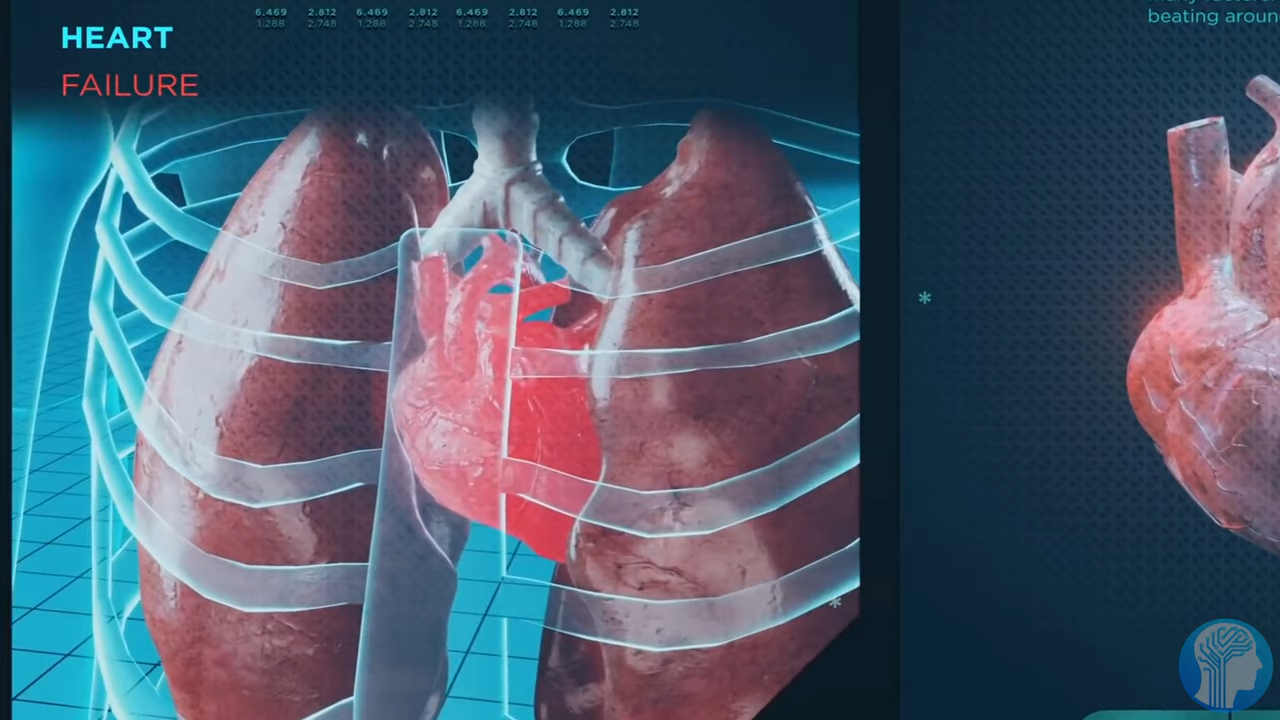 6.469 2.812 6.469 2.812 6.469 2.812 6.469 2.812
1.288 2.748 1.288 2.748 1.288 2.748 1.288 2.748
HEART
FAILURE
beating aroun
*
*